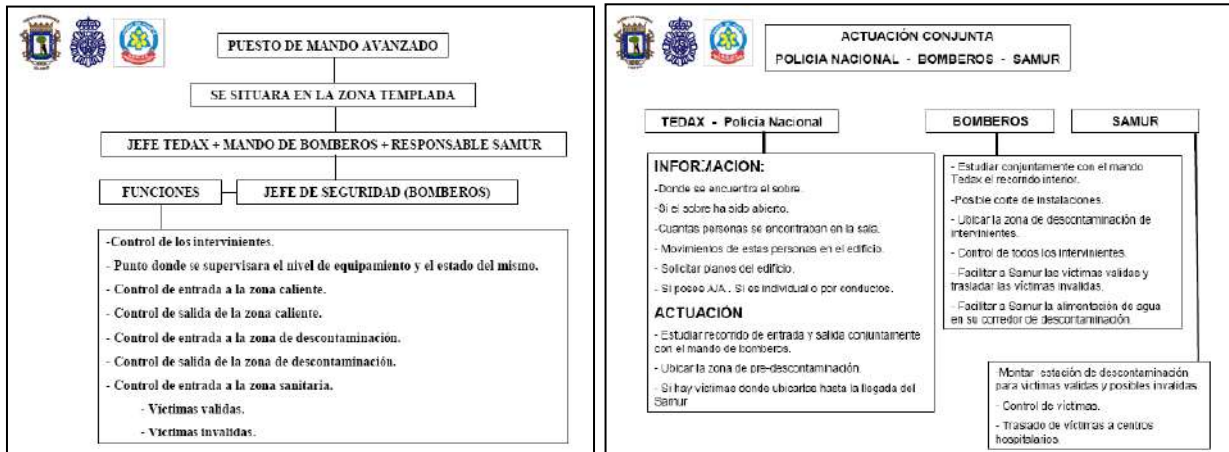 PUESTO DE MANDO AVANZADO
SE SITUARA EN LA ZONA TEMPLADA
JEFE TEDAX + MANDO DE BOMBEROS + RESPONSABLE SAMUR
FUNCIONES
JEFE DE SEGURIDAD (BOMBEROS)
-Control de los intervinientes.
- Punto donde se supervisara el nivel de equipamiento y el estado del mismo.
- Control de entrada a la zona caliente.
- Control de salida de la zona caliente.
- Control de entrada a la zona de descontaminación.
- Control de salida de la zona de descontaminación.
- Control de entrada a la zona sanitaria.
- Víctimas validas.
- Víctimas invalidas.
ACTUACIÓN CONJUNTA
POLICIA NACIONAL - BOMBEROS - SAMUR
TEDAX - Policía Nacional
INFORMACION:
-Donde se encuentra el sobre.
-Si el sobre ha sido abierto.
-Cuantas personas se encontraban en la sala.
- Movimientos de estas personas en el edificio.
- Solicitar planos del edificio.
- Si posee A/A . Si es individual o por conductos.
ACTUACIÓN
- Estudiar recorrido de entrada y salida conjuntamente
con el mando de bomberos.
- Ubicar la zona de pre-descontaminación.
- Si hay víctimas donde ubicarlas hasta la llegada del
Samur
BOMBEROS
- Estudiar conjuntamente con el mando
Tedax el recorrido interior.
-Posible corte de instalaciones.
- Ubicar la zona de descontaminación de
intervinientes.
- Control de todos los intervinientes.
- Facilitar a Samur las víctimas validas y
trasladar las víctimas invalidas.
- Facilitar a Samur la alimentación de agua
en su corredor de descontaminación.
SAMUR
-Montar estación de descontaminación
para victimas validas y posibles invalidas
- Control de víctimas.
- Traslado de víctimas a centros
hospitalarios.